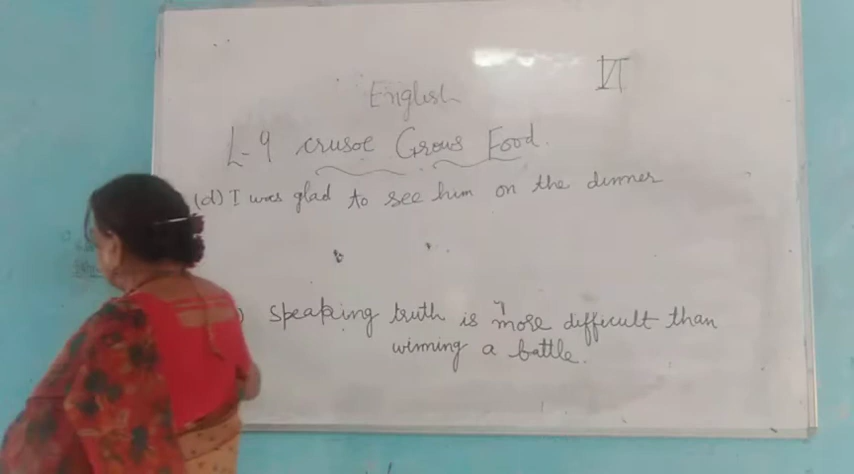 VI
English
L-9 crusoe Grows Food.
(d) I was glad to see him on the dinner
) speaking truth is more difficult than
winning a battle.